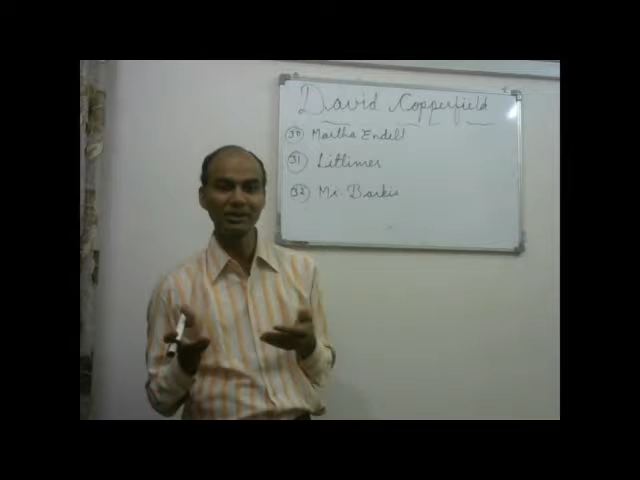 David Copperfield
30 Martha Endell
31 Littimer
32 Mr. Barkis